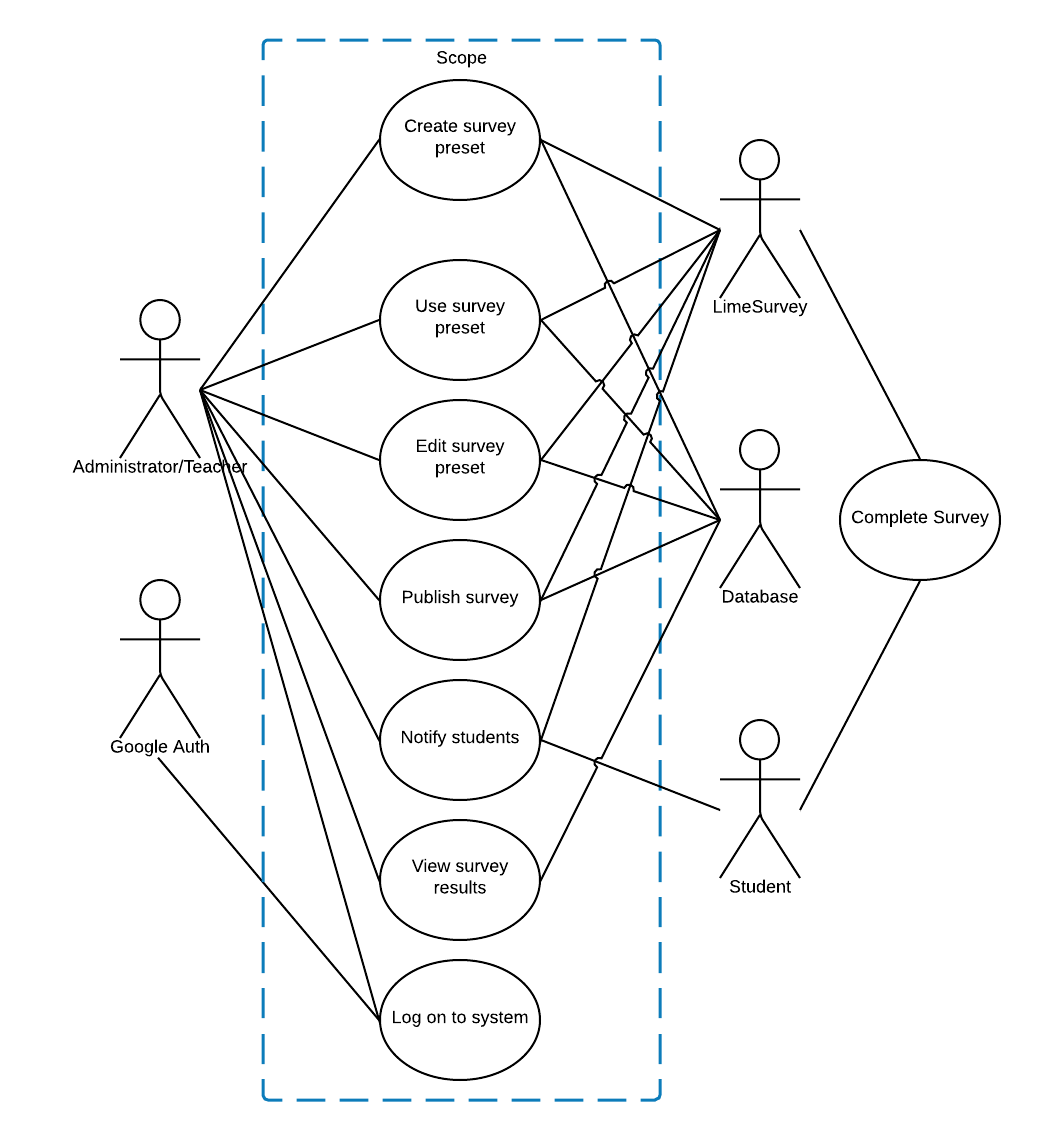 Scope
Create survey
preset
LimeSurvey
Use survey
preset
Administrator/Teacher
Edit survey
preset
Complete Survey
Database
Publish survey
Google Auth
Notify students
View survey
results
Student
Log on to system